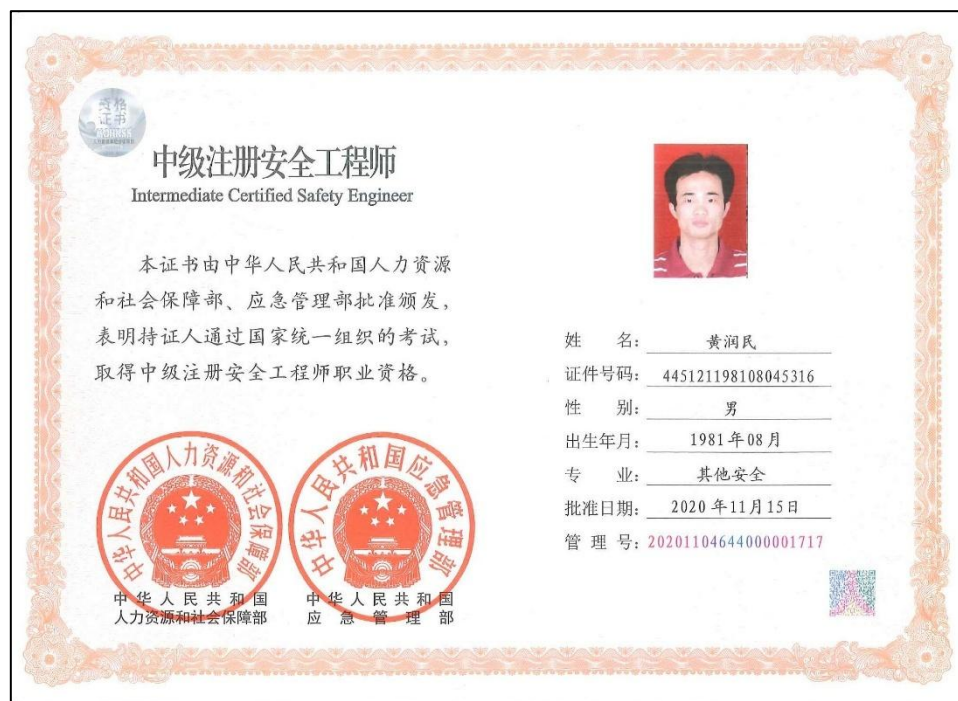 资格
证书
中级注册安全工程师
Intermediate Certified Safety Engineer
本证书由中华人民共和国人力资源
和社会保障部、应急管理部批准颁发，
表明持证人通过国家统一组织的考试，
取得中级注册安全工程师职业资格。
中华人民共和国人力资源和社会保障部
中华人民共和国应急管理部
中华人民共和国
人力资源和社会保障部
中华人民共和国
应急管理部
姓 名：黄润民
证件号码：445121198108045316
性 别：男
出生年月：1981年08月
专 业：其他安全
批准日期：2020年11月15日
管 理 号：20201104644000001717